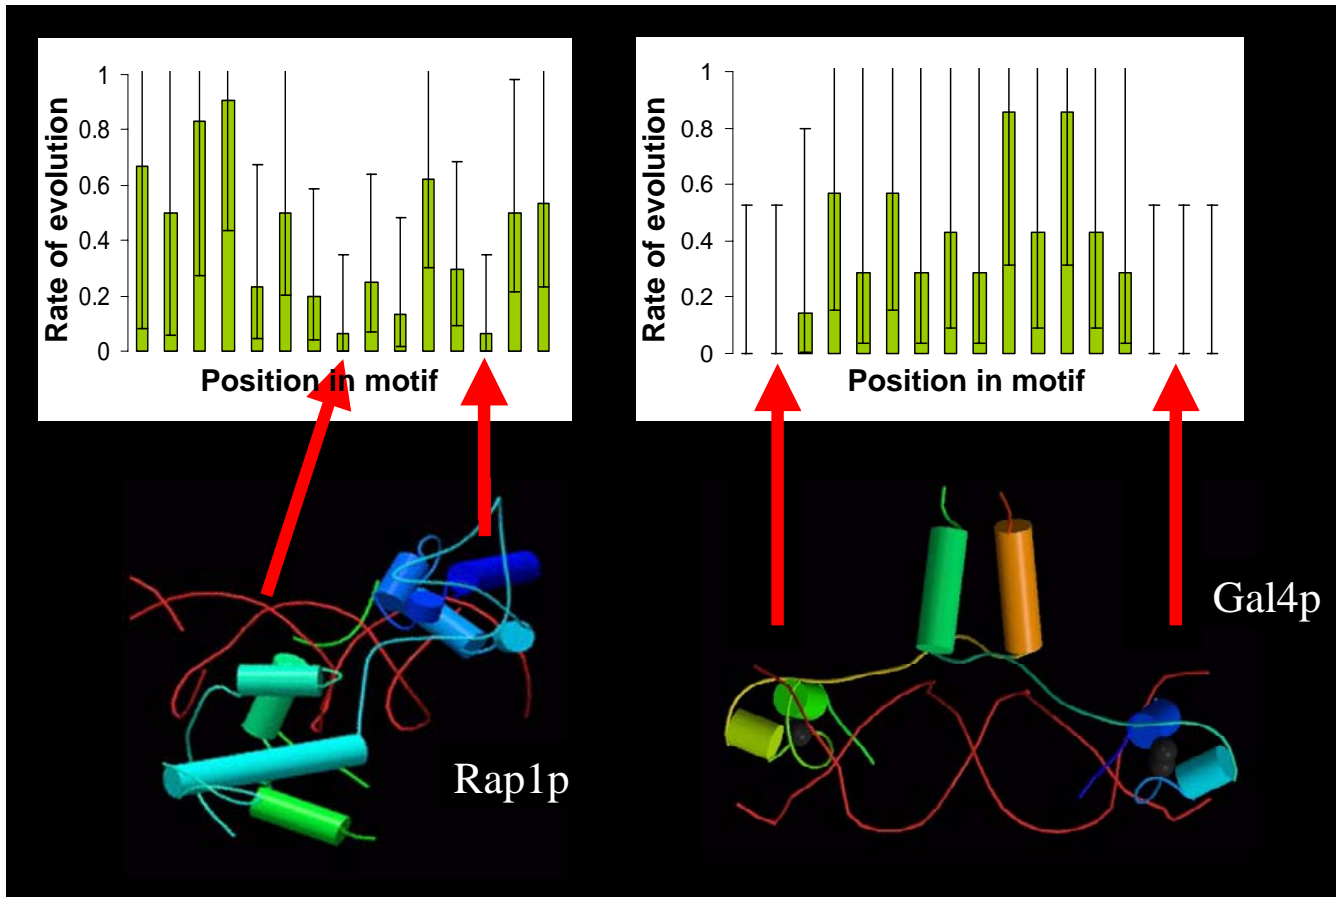 Rate of evolution
1
0.8
0.6
0.4
0.2
0
Position in motif
Rate of evolution
1
0.8
0.6
0.4
0.2
0
Position in motif
Rap1p
Gal4p